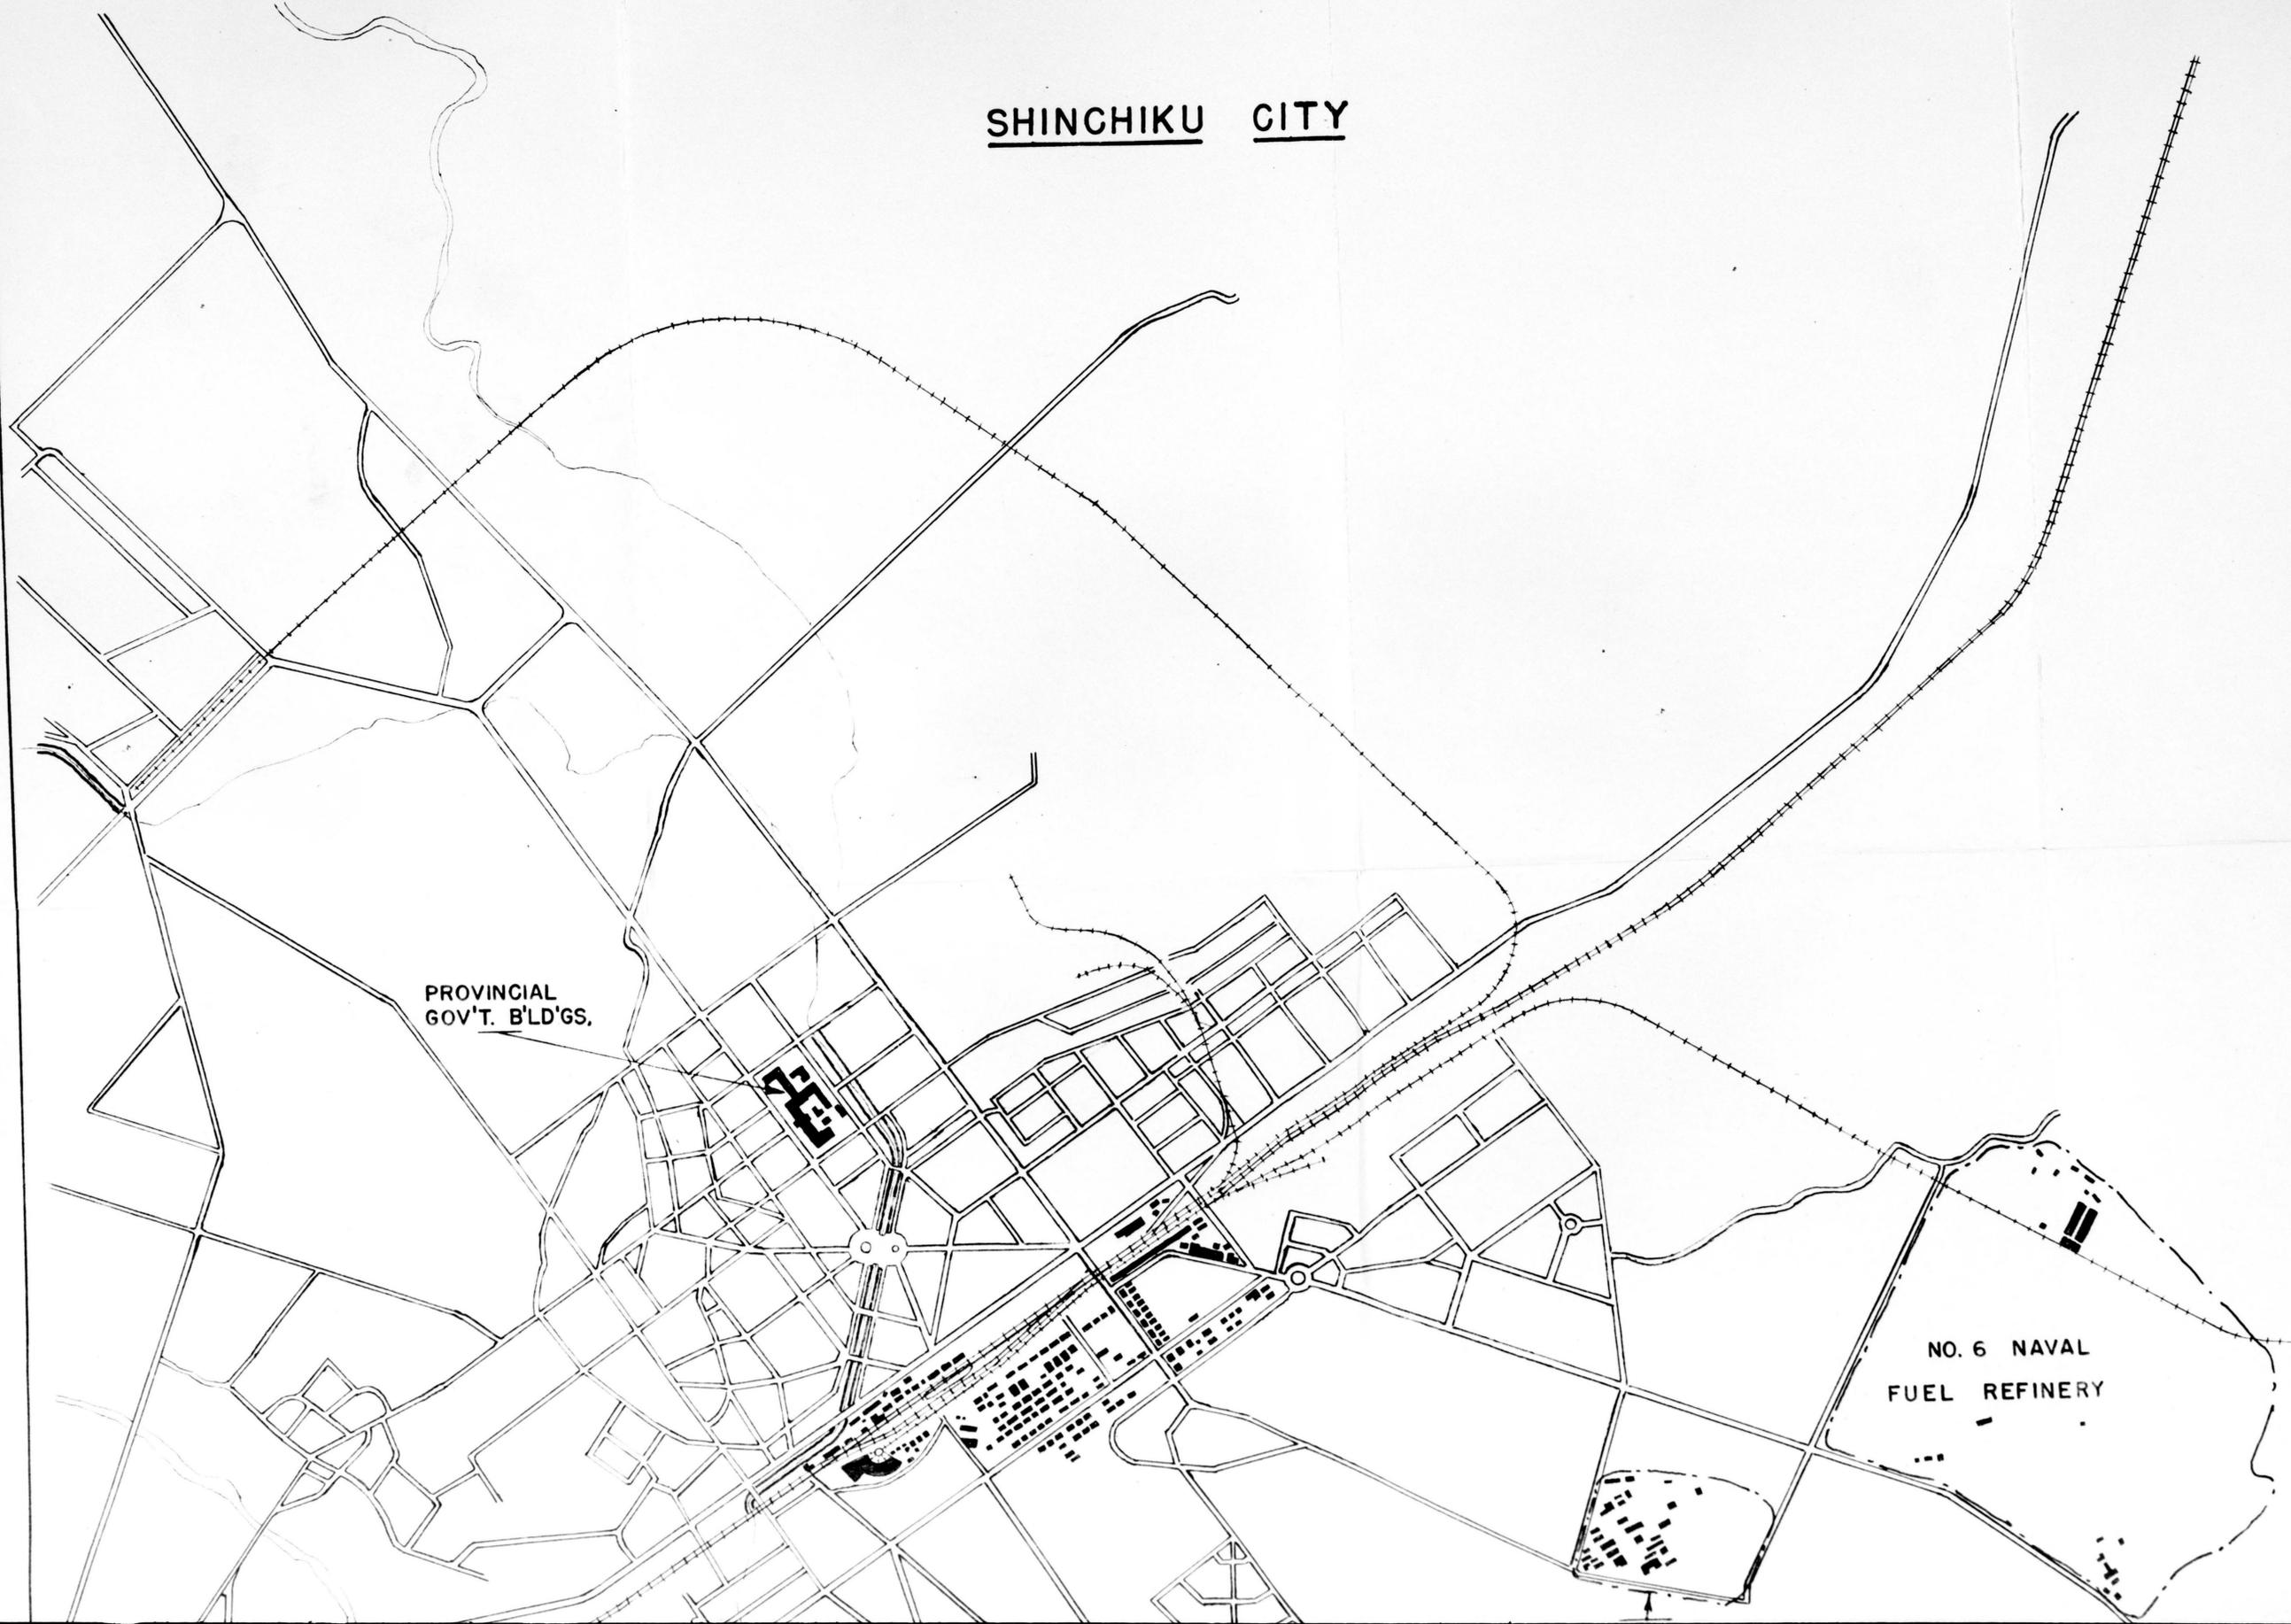 SHINCHIKU CITY
PROVINCIAL
GOV'T. B'LD'GS.
NO. 6 NAVAL
FUEL REFINERY